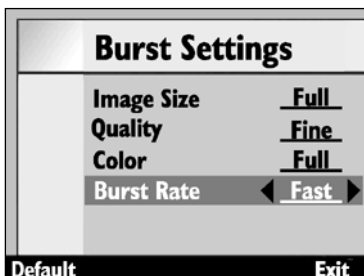 Burst Settings
Image Size Full
Quality Fine
Color Full
Burst Rate Fast
Default Exit